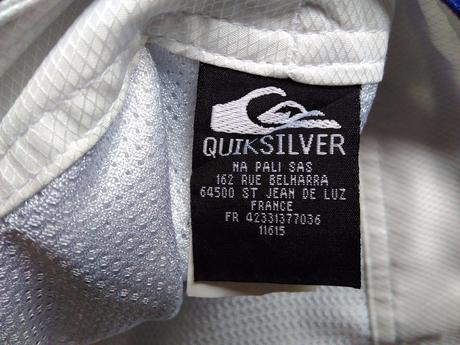 QUIKSILVER
NA PALI SAS
162 RUE BELHARRA
64500 ST JEAN DE LUZ
FRANCE
FR 42331377036
11615